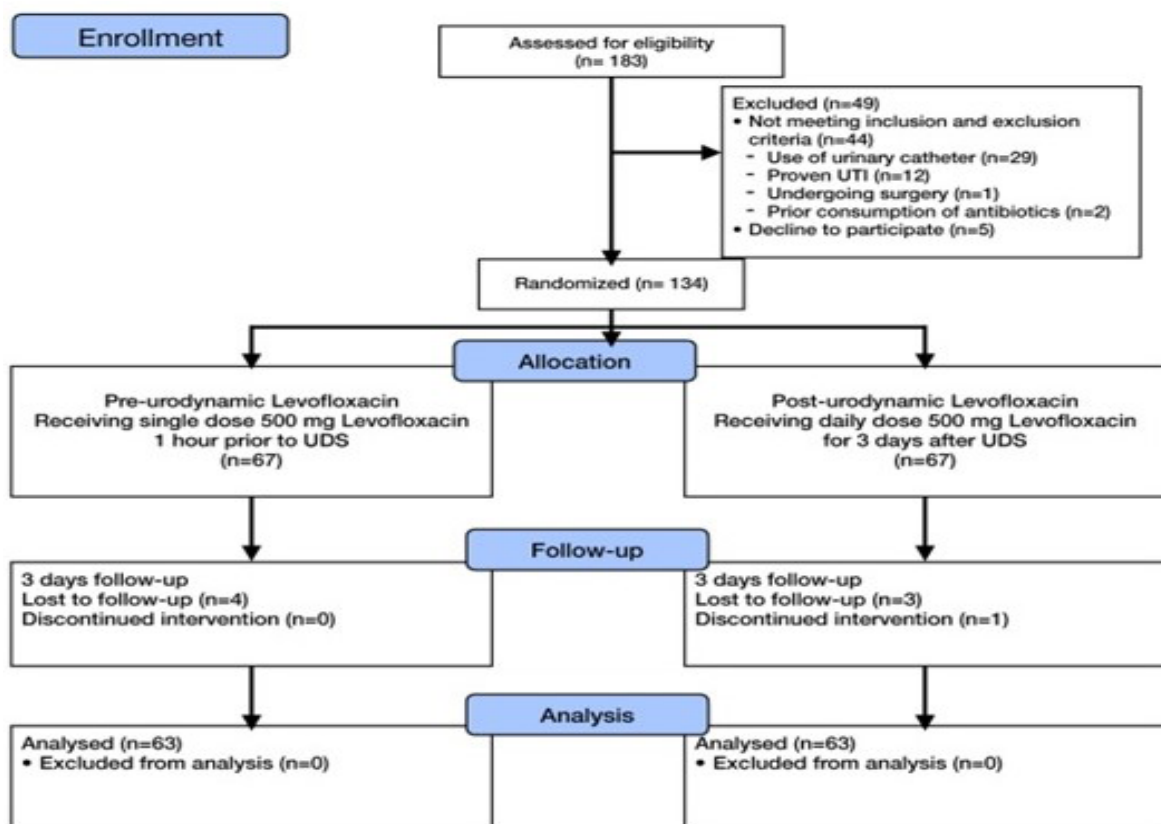 Enrollment
Assessed for eligibility
(n= 183)
Excluded (n=49)
• Not meeting inclusion and exclusion
criteria (n=44)
- Use of urinary catheter (n=29)
- Proven UTI (n=12)
- Undergoing surgery (n=1)
- Prior consumption of antibiotics (n=2)
• Decline to participate (n=5)
Randomized (n= 134)
Allocation
Pre-urodynamic Levofloxacin
Receiving single dose 500 mg Levofloxacin
1 hour prior to UDS
(n=67)
Post-urodynamic Levofloxacin
Receiving daily dose 500 mg Levofloxacin
for 3 days after UDS
(n=67)
Follow-up
3 days follow-up
Lost to follow-up (n=4)
Discontinued intervention (n=0)
3 days follow-up
Lost to follow-up (n=3)
Discontinued intervention (n=1)
Analysis
Analysed (n=63)
• Excluded from analysis (n=0)
Analysed (n=63)
• Excluded from analysis (n=0)